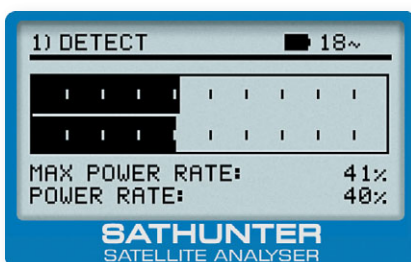 1) DETECT 18~
MAX POWER RATE: 41%
POWER RATE: 40%
SATHUNTER
SATELLITE ANALYSER